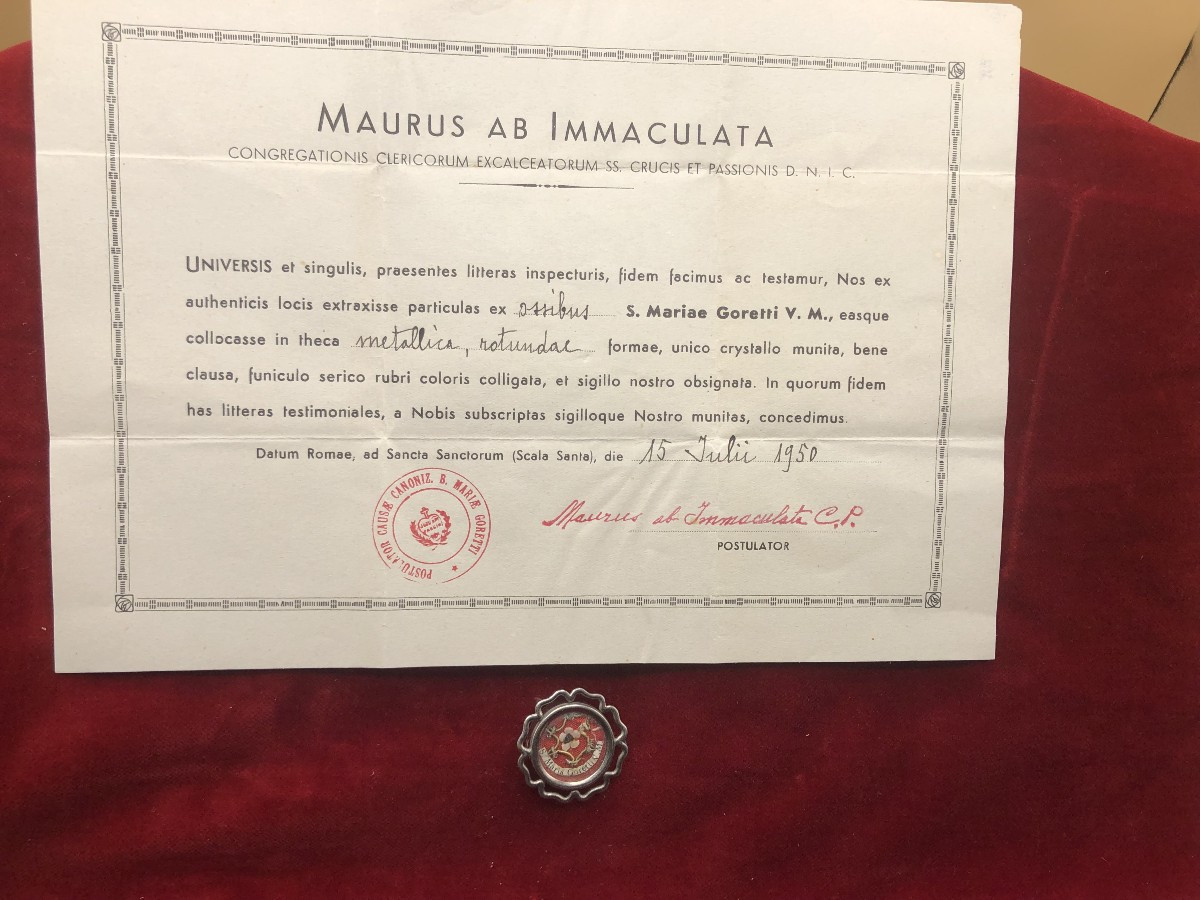 MAURUS AB IMMACULATA
CONGREGATIONIS CLERICORUM EXCALCEATORUM SS. CRUCIS ET PASSIONIS D. N. I. C.
UNIVERSIS et singulis, praesentes litteras inspecturis, fidem facimus ac testamur, Nos ex
authenticis locis extraxisse particulas ex ossibus S. Mariae Goretti V. M., easque
collocasse in theca metallica, rotundae formae, unico crystallo munita, bene
clausa, funiculo serico rubri coloris colligata, et sigillo nostro obsignata. In quorum fidem
has litteras testimoniales, a Nobis subscriptas sigilloque Nostro munitas, concedimus.
Datum Romae, ad Sancta Sanctorum (Scala Santa), die 15 Julii 1950
POSTULATOR CAUSÆ CANONIZ. B. MARIÆ GORETTI
Maurus ab Immaculata C.P.
POSTULATOR
Maria Goretti